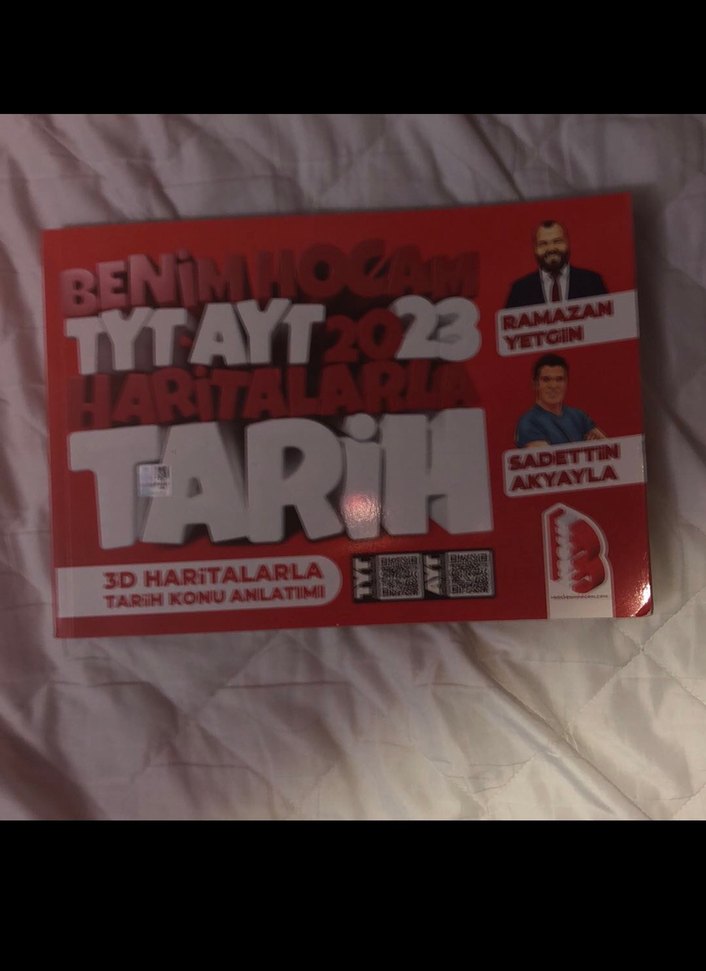 BENİM HOCAM
TYT·AYT 2023
HARİTALARLA
TARİH
3D HARİTALARLA
TARİH KONU ANLATIMI
TYT
AYT
RAMAZAN
YETGİN
SADETTİN
AKYAYLA